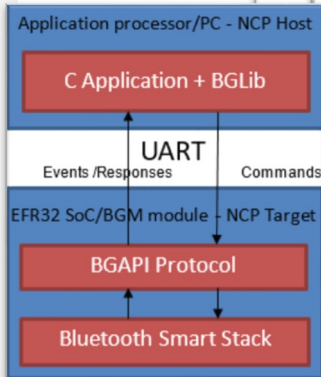 Application processor/PC - NCP Host
C Application + BGLib
UART
Events /Responses Commands
EFR32 SoC/BGM module - NCP Target
BGAPI Protocol
Bluetooth Smart Stack